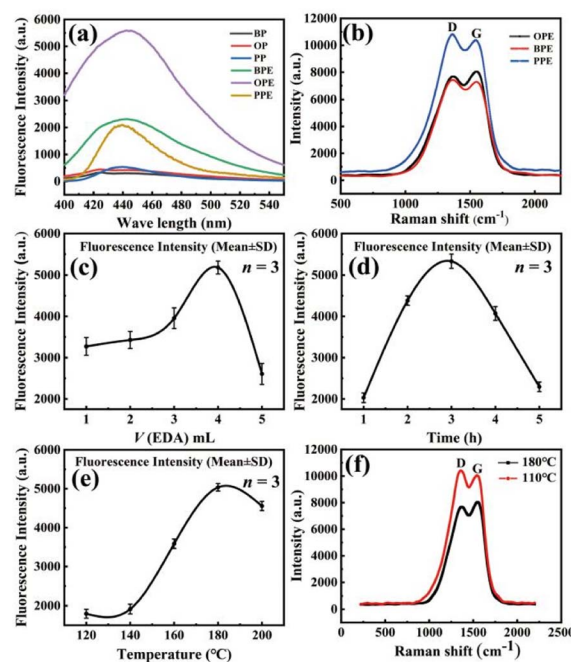 (a)
BP
OP
PP
BPE
OPE
PPE
6000
5000
4000
3000
2000
1000
0
400 420 440 460 480 500 520 540
Wave length (nm)
Fluorescence Intensity (a.u.)
(b)
D G
OPE
BPE
PPE
12000
10000
8000
6000
4000
2000
0
500 1000 1500 2000
Raman shift (cm⁻¹)
Intensity (a.u.)
Fluorescence Intensity (Mean±SD)
(c)
n = 3
6000
5000
4000
3000
2000
1 2 3 4 5
V (EDA) mL
Fluorescence Intensity (a.u.)
Fluorescence Intensity (Mean±SD)
(d)
n = 3
6000
5000
4000
3000
2000
1 2 3 4 5
Time (h)
Fluorescence Intensity (a.u.)
Fluorescence Intensity (Mean±SD)
(e)
n = 3
6000
5000
4000
3000
2000
120 140 160 180 200
Temperature (°C)
Fluorescence Intensity (a.u.)
(f)
D G
180°C
110°C
12000
10000
8000
6000
4000
2000
0
0 500 1000 1500 2000
Raman shift (cm⁻¹)
Intensity (a.u.)